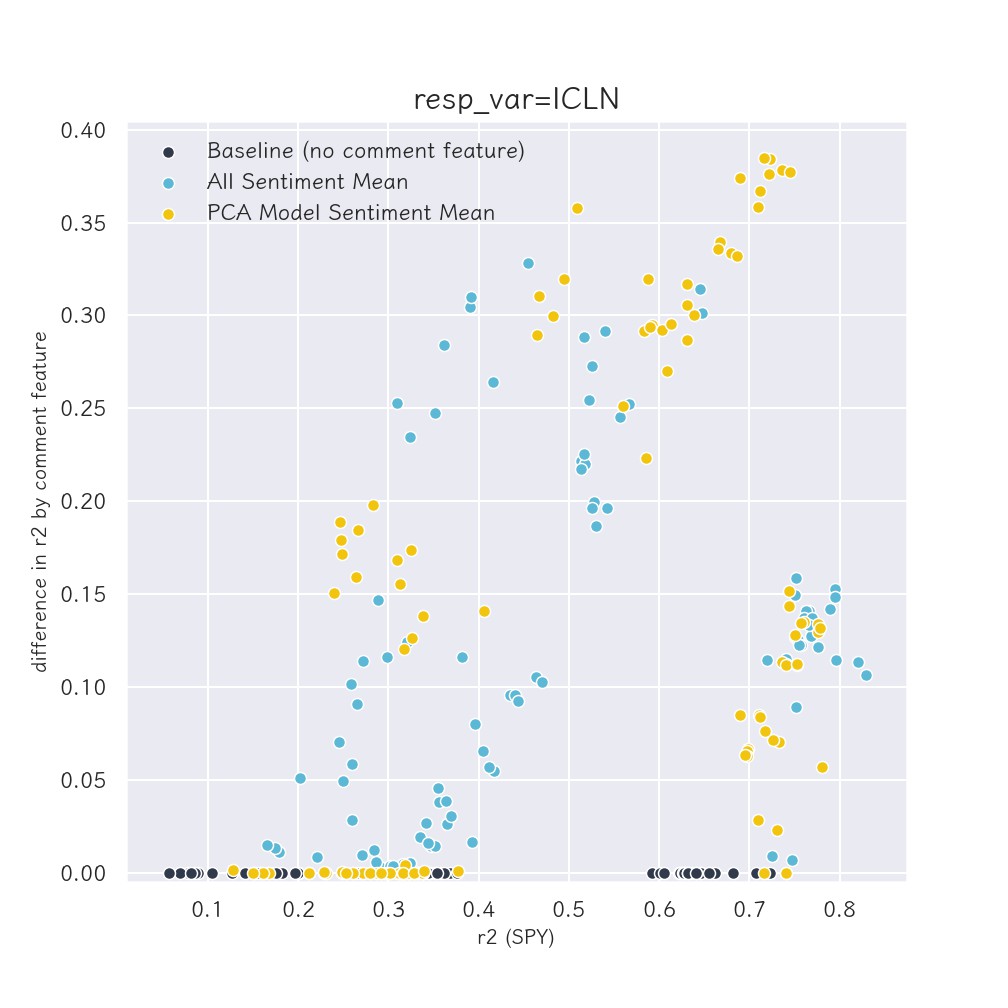 resp_var=ICLN
Baseline (no comment feature)
All Sentiment Mean
PCA Model Sentiment Mean
difference in r2 by comment feature
0.40
0.35
0.30
0.25
0.20
0.15
0.10
0.05
0.00
0.1 0.2 0.3 0.4 0.5 0.6 0.7 0.8
r2 (SPY)